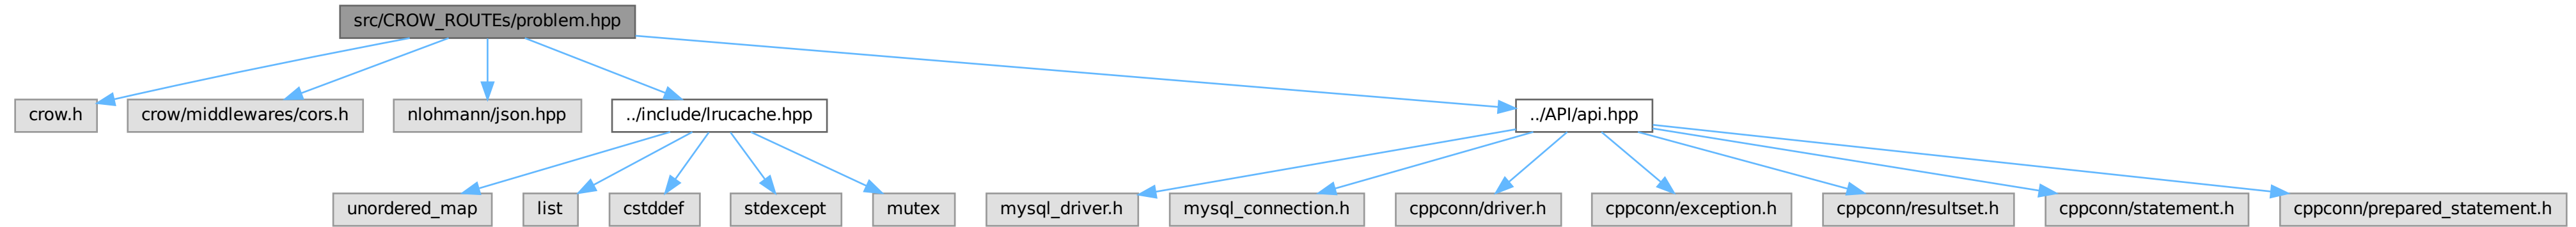 src/CROW_ROUTEs/problem.hpp
crow.h
crow/middlewares/cors.h
nlohmann/json.hpp
../include/lrucache.hpp
../API/api.hpp
unordered_map
list
cstddef
stdexcept
mutex
mysql_driver.h
mysql_connection.h
cppconn/driver.h
cppconn/exception.h
cppconn/resultset.h
cppconn/statement.h
cppconn/prepared_statement.h